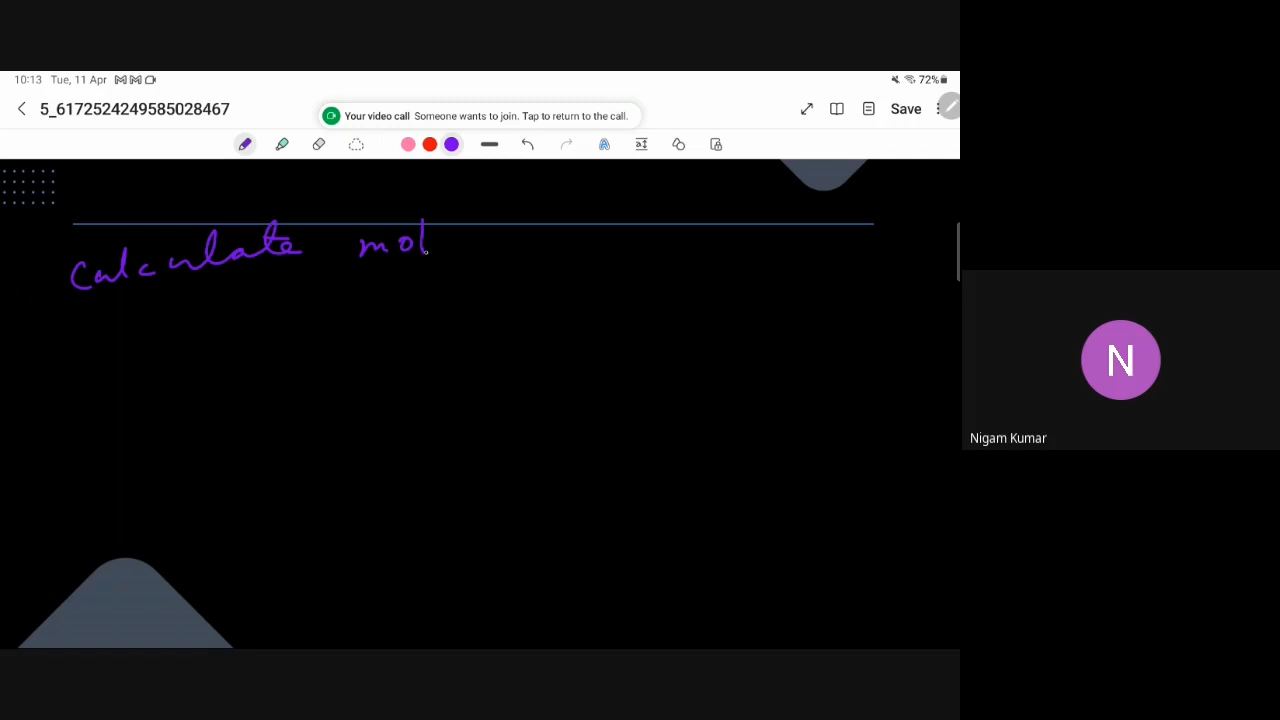 10:13 Tue, 11 Apr
72%
5_6172524249585028467
Your video call Someone wants to join. Tap to return to the call.
Save
Calculate mol
N
Nigam Kumar